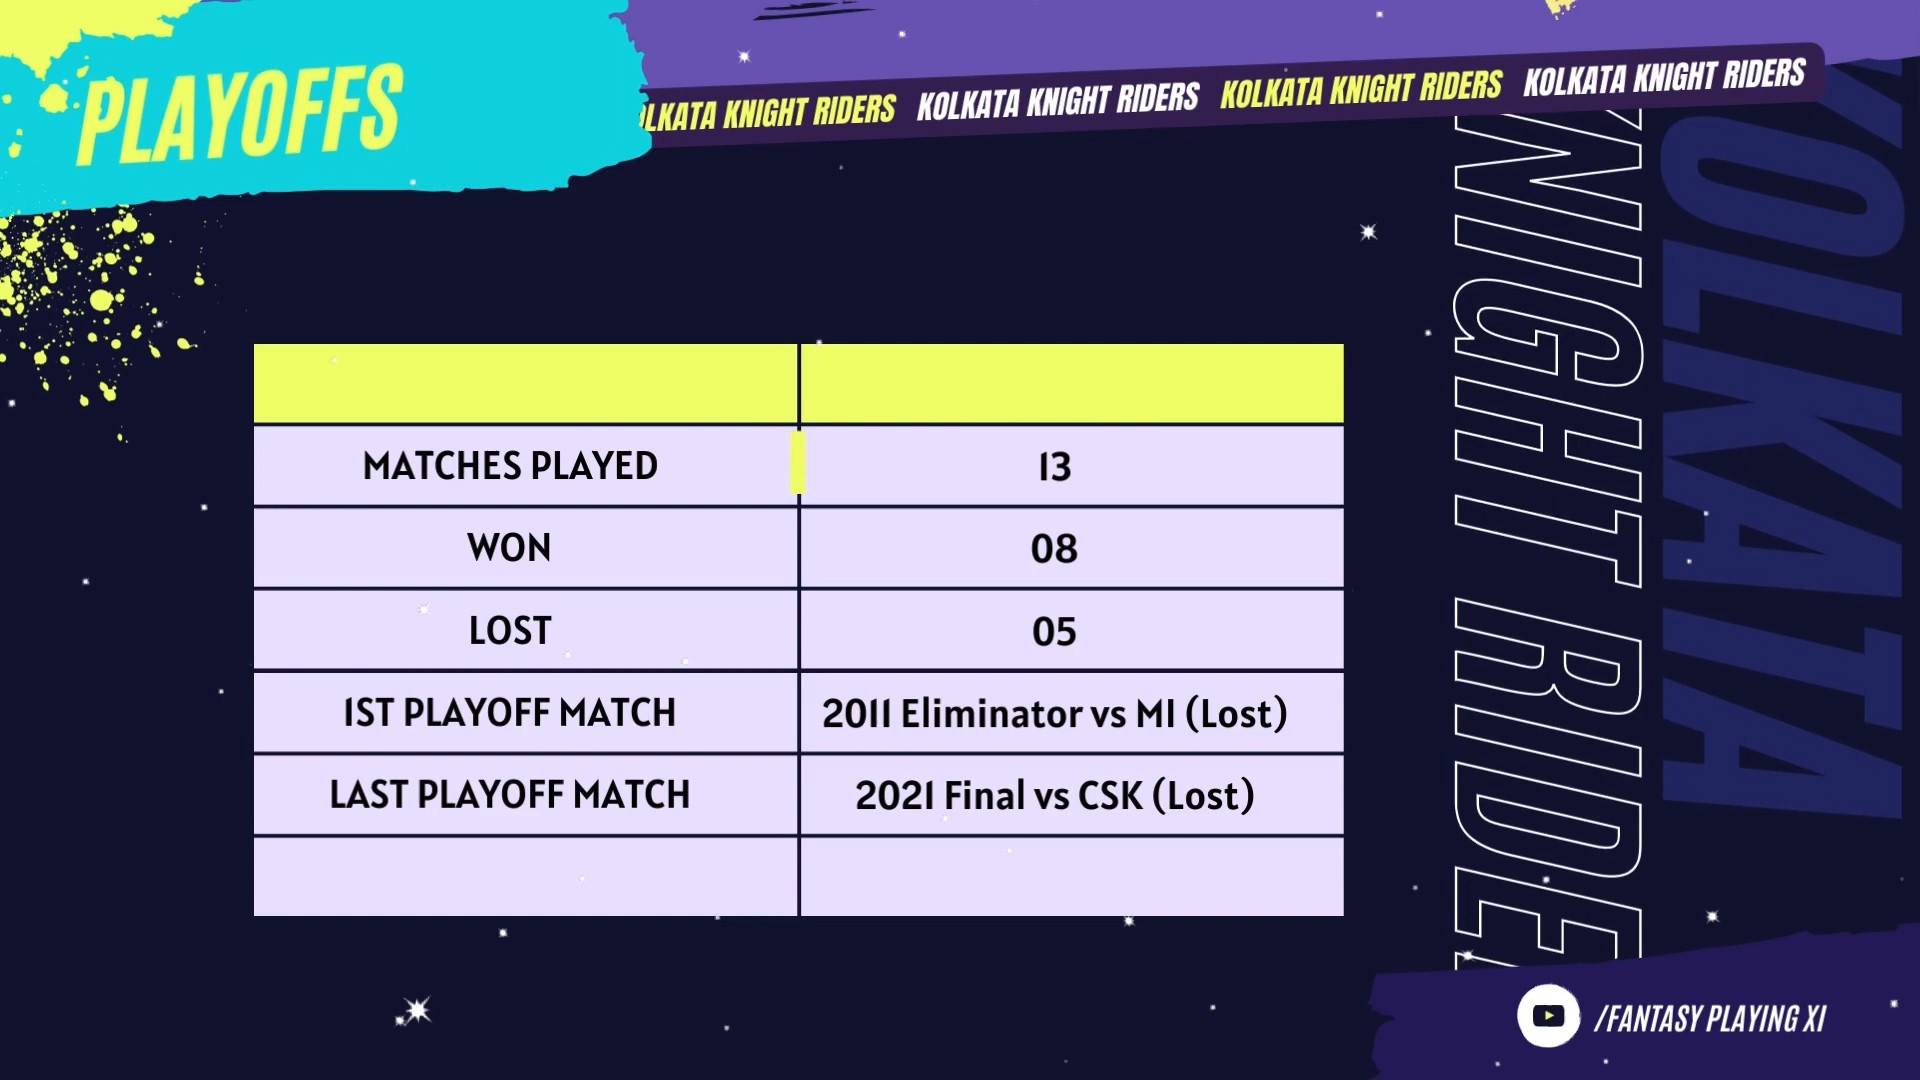 PLAYOFFS
OLKATA KNIGHT RIDERS KOLKATA KNIGHT RIDERS KOLKATA KNIGHT RIDERS KOLKATA KNIGHT RIDERS
MATCHES PLAYED 13
WON 08
LOST 05
1ST PLAYOFF MATCH 2011 Eliminator vs MI (Lost)
LAST PLAYOFF MATCH 2021 Final vs CSK (Lost)
KNIGHT RIDER
KOLKATA
/FANTASY PLAYING XI